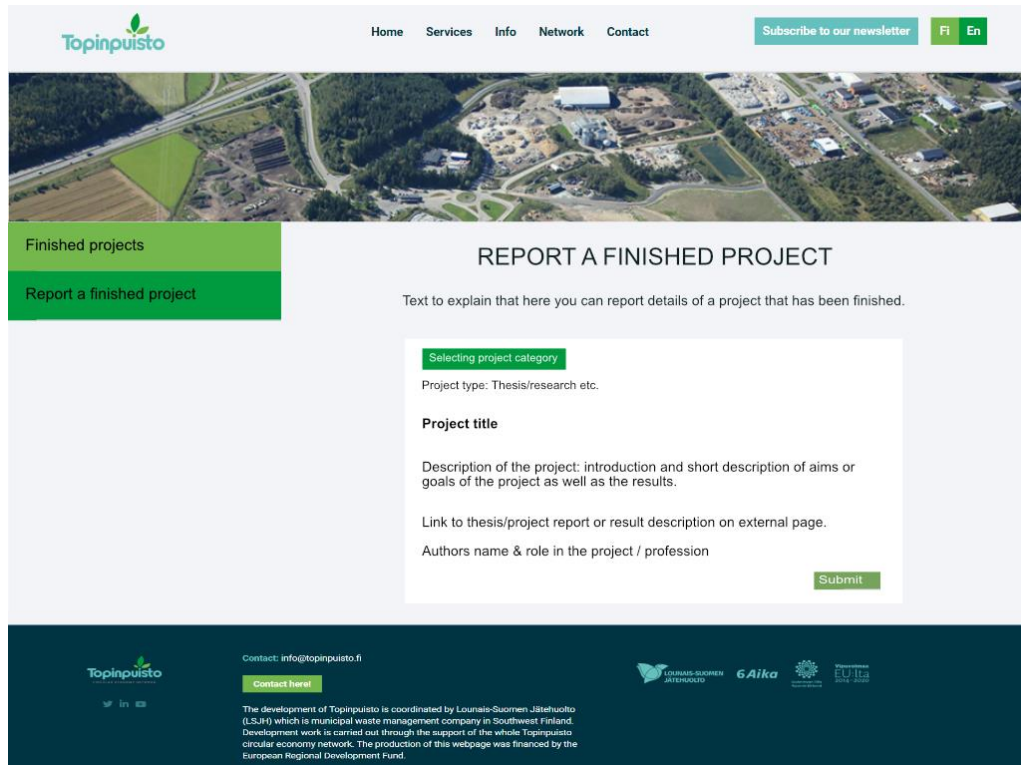 Topinpuisto
Home Services Info Network Contact
Subscribe to our newsletter
Fi En
Finished projects
Report a finished project
REPORT A FINISHED PROJECT
Text to explain that here you can report details of a project that has been finished.
Selecting project category
Project type: Thesis/research etc.
Project title
Description of the project: introduction and short description of aims or
goals of the project as well as the results.
Link to thesis/project report or result description on external page.
Authors name & role in the project / profession
Submit
Topinpuisto
Contact: info@topinpuisto.fi
Contact here!
The development of Topinpuisto is coordinated by Lounais-Suomen Jätehuolto
(LSJH) which is municipal waste management company in Southwest Finland.
Development work is carried out through the support of the whole Topinpuisto
circular economy network. The production of this webpage was financed by the
European Regional Development Fund.
LOUNAIS-SUOMEN
JÄTEHUOLTO
6Aika
Vipuvoimaa
EU:lta
2014–2020